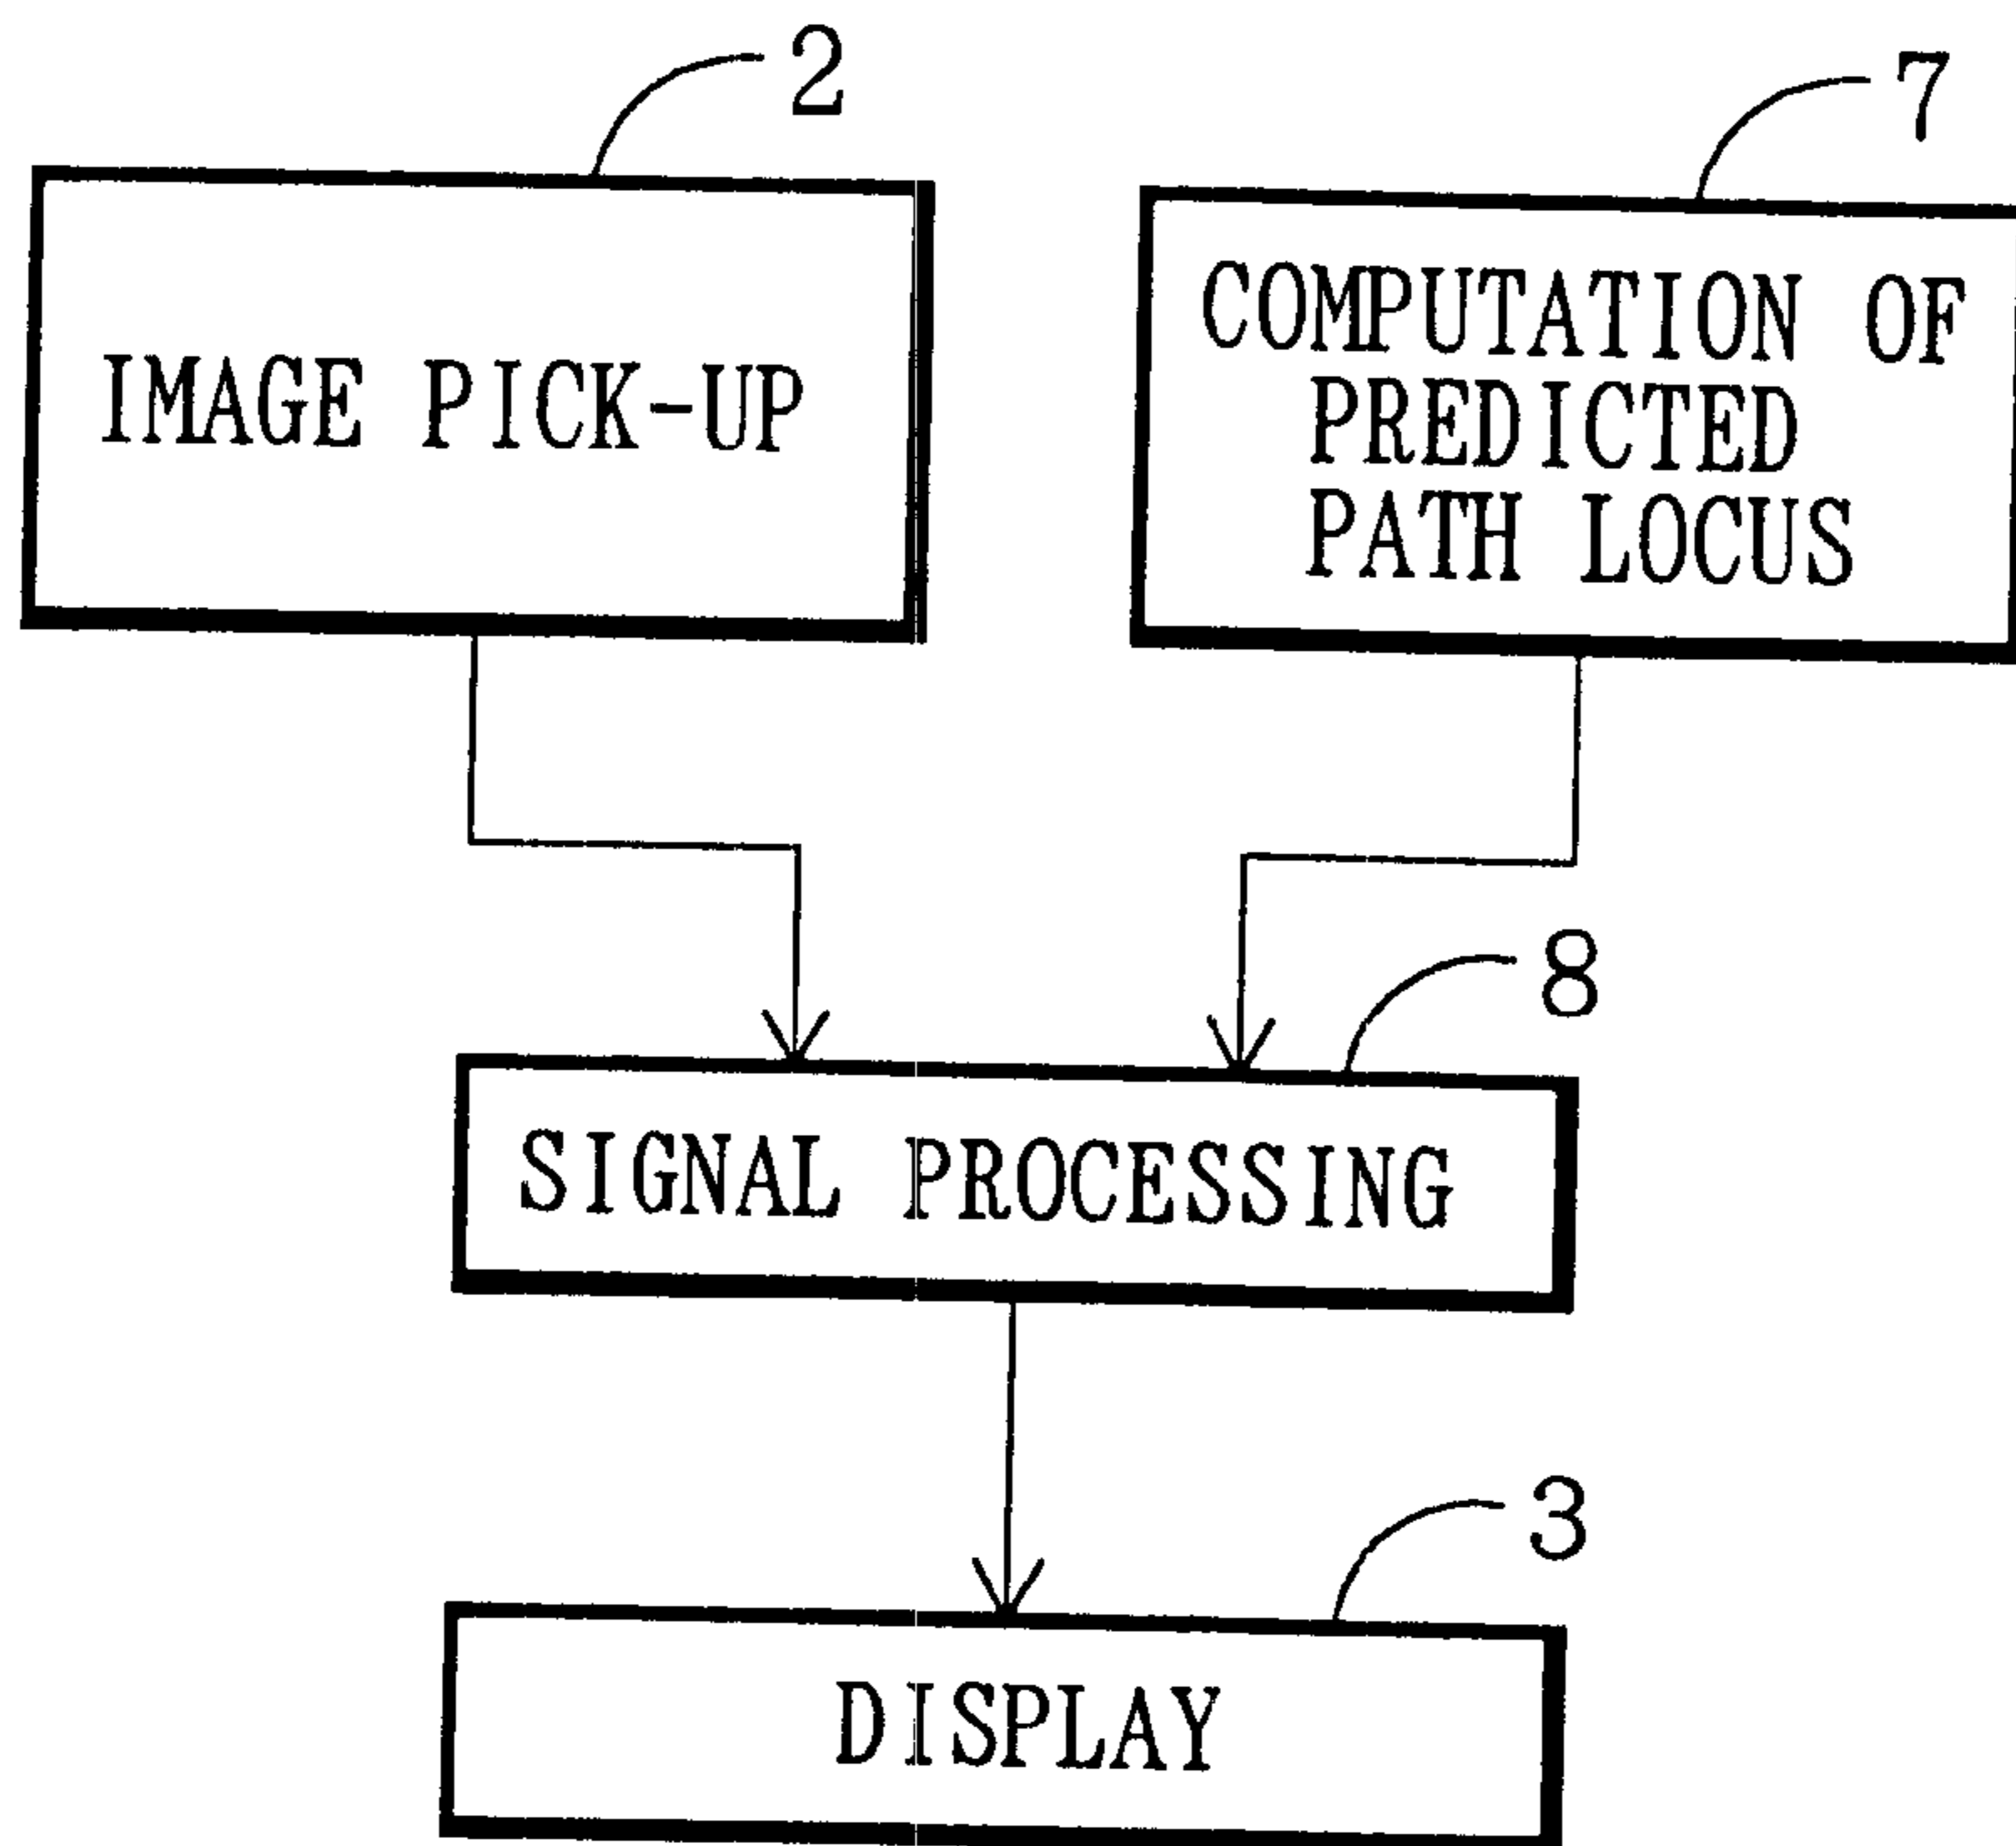 2
7
IMAGE PICK-UP
COMPUTATION OF
PREDICTED
PATH LOCUS
8
SIGNAL PROCESSING
3
DISPLAY